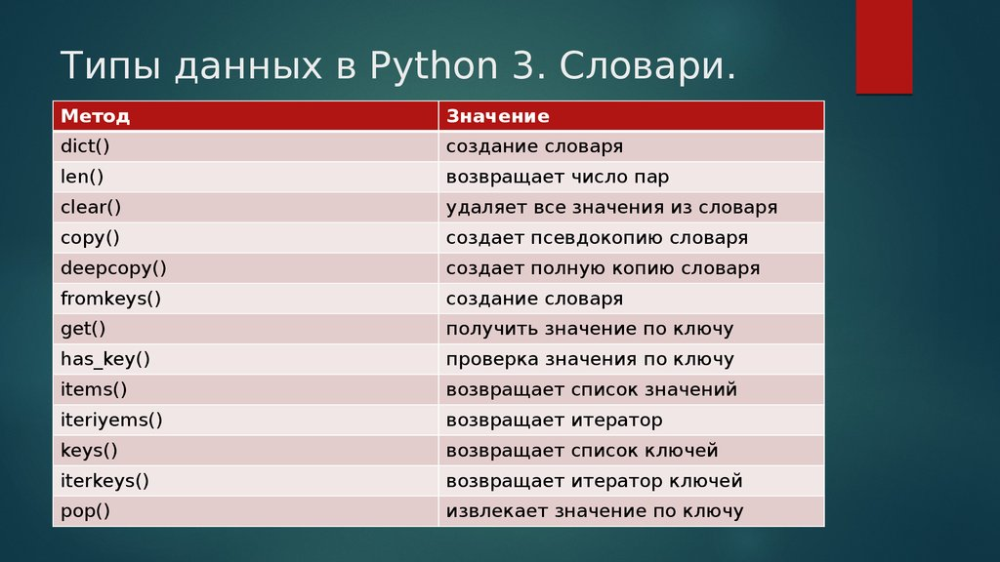 Типы данных в Python 3. Словари.
Метод Значение
dict() создание словаря
len() возвращает число пар
clear() удаляет все значения из словаря
copy() создает псевдокопию словаря
deepcopy() создает полную копию словаря
fromkeys() создание словаря
get() получить значение по ключу
has_key() проверка значения по ключу
items() возвращает список значений
iteriyems() возвращает итератор
keys() возвращает список ключей
iterkeys() возвращает итератор ключей
pop() извлекает значение по ключу